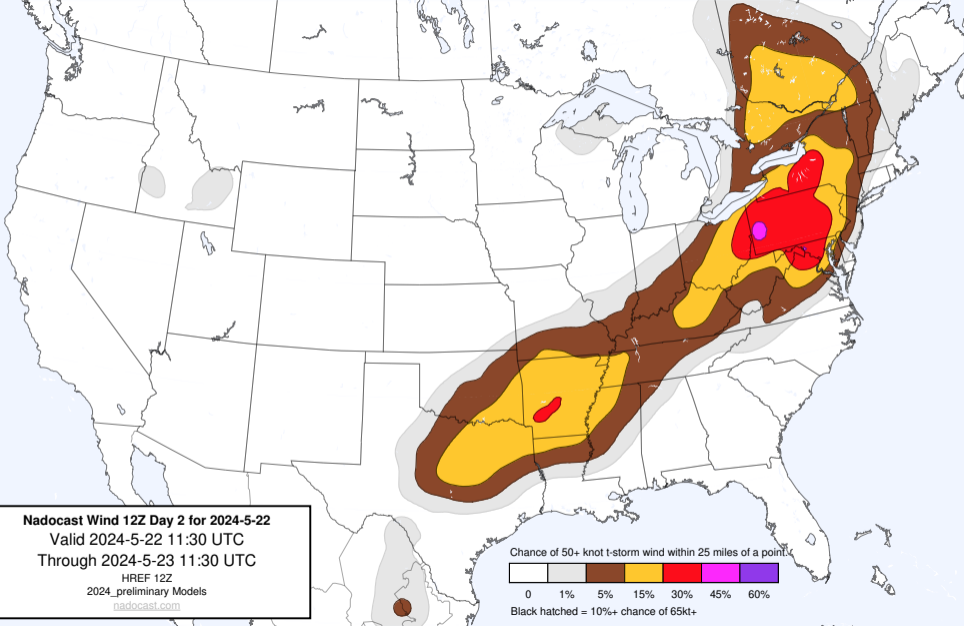 Nadocast Wind 12Z Day 2 for 2024-5-22
Valid 2024-5-22 11:30 UTC
Through 2024-5-23 11:30 UTC
HREF 12Z
2024_preliminary Models
nadocast.com
Chance of 50+ knot t-storm wind within 25 miles of a point.
0 1% 5% 15% 30% 45% 60%
Black hatched = 10%+ chance of 65kt+